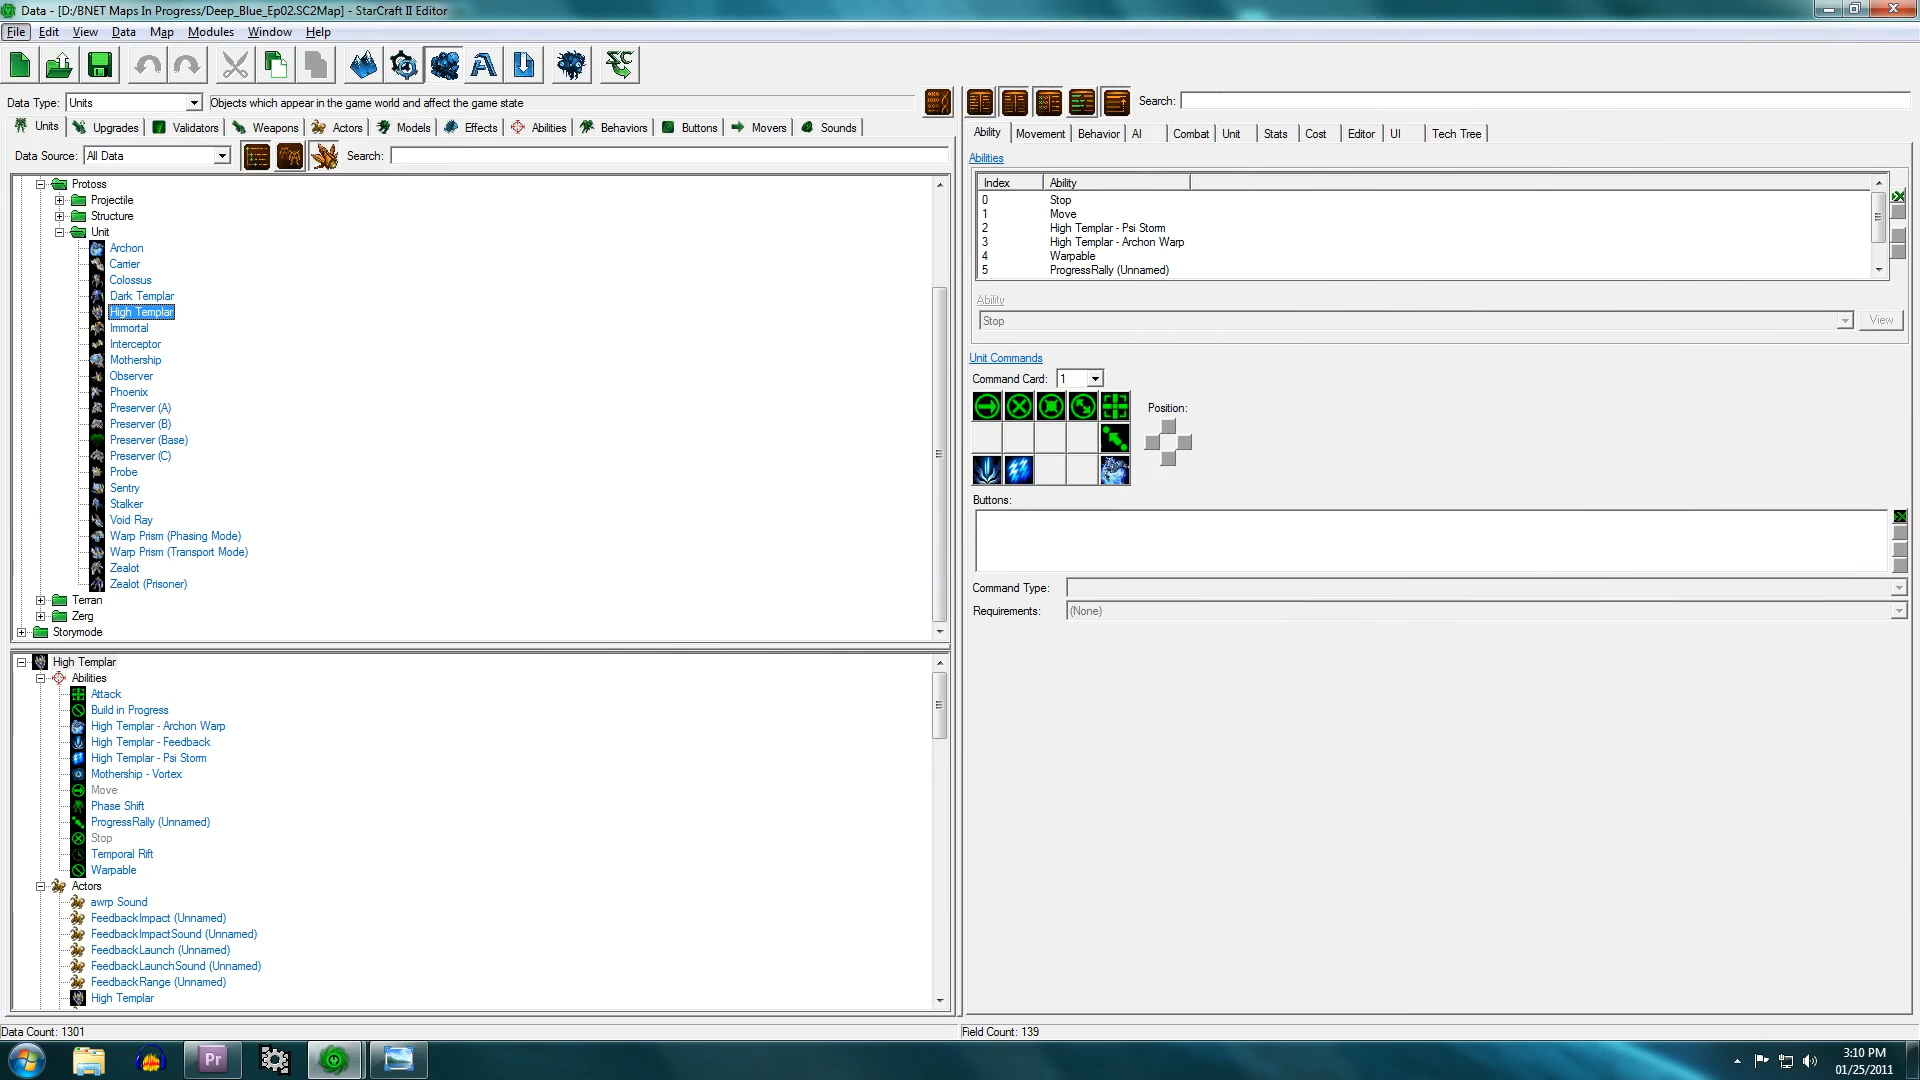 Data - [D:/BNET Maps In Progress/Deep_Blue_Ep02.SC2Map] - StarCraft II Editor
File Edit View Data Map Modules Window Help
Data Type: Units Objects which appear in the game world and affect the game state
Units Upgrades Validators Weapons Actors Models Effects Abilities Behaviors Buttons Movers Sounds
Data Source: All Data Search:
Protoss
Projectile
Structure
Unit
Archon
Carrier
Colossus
Dark Templar
High Templar
Immortal
Interceptor
Mothership
Observer
Phoenix
Preserver (A)
Preserver (B)
Preserver (Base)
Preserver (C)
Probe
Sentry
Stalker
Void Ray
Warp Prism (Phasing Mode)
Warp Prism (Transport Mode)
Zealot
Zealot (Prisoner)
Terran
Zerg
Storymode
High Templar
Abilities
Attack
Build in Progress
High Templar - Archon Warp
High Templar - Feedback
High Templar - Psi Storm
Mothership - Vortex
Move
Phase Shift
ProgressRally (Unnamed)
Stop
Temporal Rift
Warpable
Actors
awrp Sound
FeedbackImpact (Unnamed)
FeedbackImpactSound (Unnamed)
FeedbackLaunch (Unnamed)
FeedbackLaunchSound (Unnamed)
FeedbackRange (Unnamed)
High Templar
Data Count: 1301
Search:
Ability Movement Behavior AI Combat Unit Stats Cost Editor UI Tech Tree
Abilities
Index Ability
0 Stop
1 Move
2 High Templar - Psi Storm
3 High Templar - Archon Warp
4 Warpable
5 ProgressRally (Unnamed)
Ability
Stop View
Unit Commands
Command Card: 1
Position:
Buttons:
Command Type:
Requirements: (None)
Field Count: 139
Pr
3:10 PM
01/25/2011